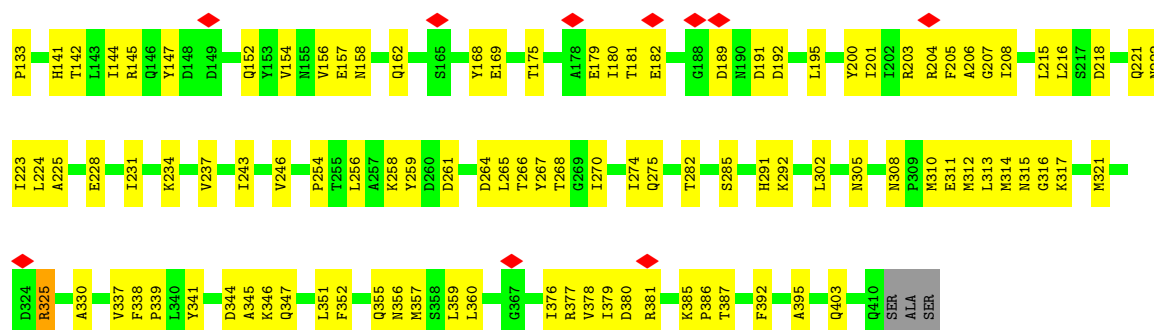 P133 H141 T142 L143 I144 R145 Q146 Y147 D148 D149 Q152 Y153 V154 N155 V156 E157 N158 Q162 S165 Y168 E169 T175 A178 E179 I180 T181 E182 G188 D189 N190 D191 D192 L195 Y200 I201 I202 R203 R204 F205 A206 G207 I208 L215 L216 S217 D218 Q221
I223 L224 A225 E228 I231 K234 V237 I243 V246 P254 T255 L256 A257 K258 Y259 D260 D261 D264 L265 T266 Y267 T268 G269 I270 I274 Q275 T282 S285 H291 K292 L302 N305 N308 P309 M310 E311 M312 L313 M314 N315 G316 K317 M321
D324 R325 A330 V337 F338 P339 L340 Y341 D344 A345 K346 Q347 L351 F352 Q355 N356 M357 S358 L359 L360 G367 I376 R377 V378 I379 D380 R381 K385 P386 T387 F392 A395 Q403 Q410 SER ALA SER